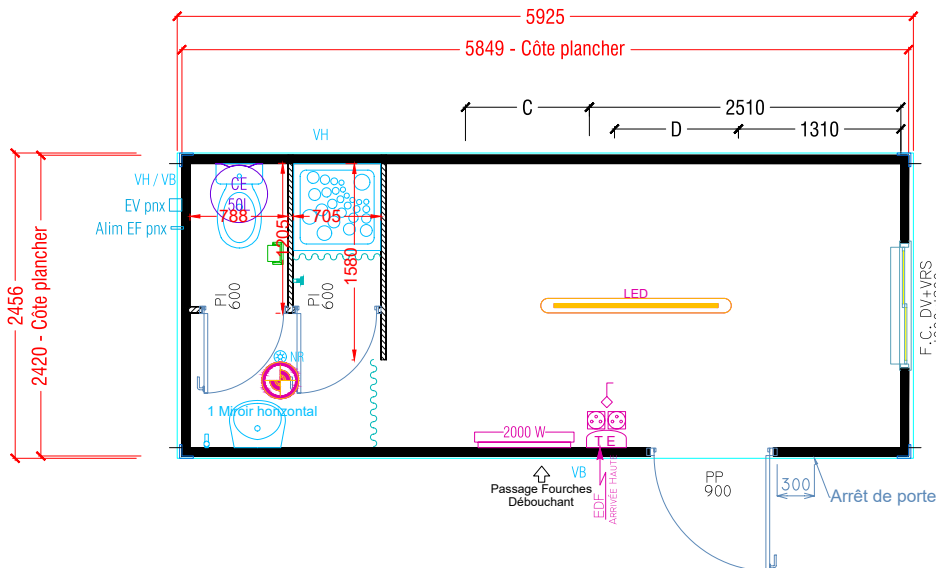 5925
5849 - Côte plancher
C
2510
D
1310
VH
VH / VB
EV pnx
Alim EF pnx
2456
2420 - Côte plancher
CE
50L
788
1205
705
1580
PI
600
PI
600
LED
F.C. DV+VRS
NR
1 Miroir horizontal
2000 W
T E
VB
Passage Fourches
Débouchant
EDF
ARRIVÉE HAUTE
PP
900
300
Arrêt de porte